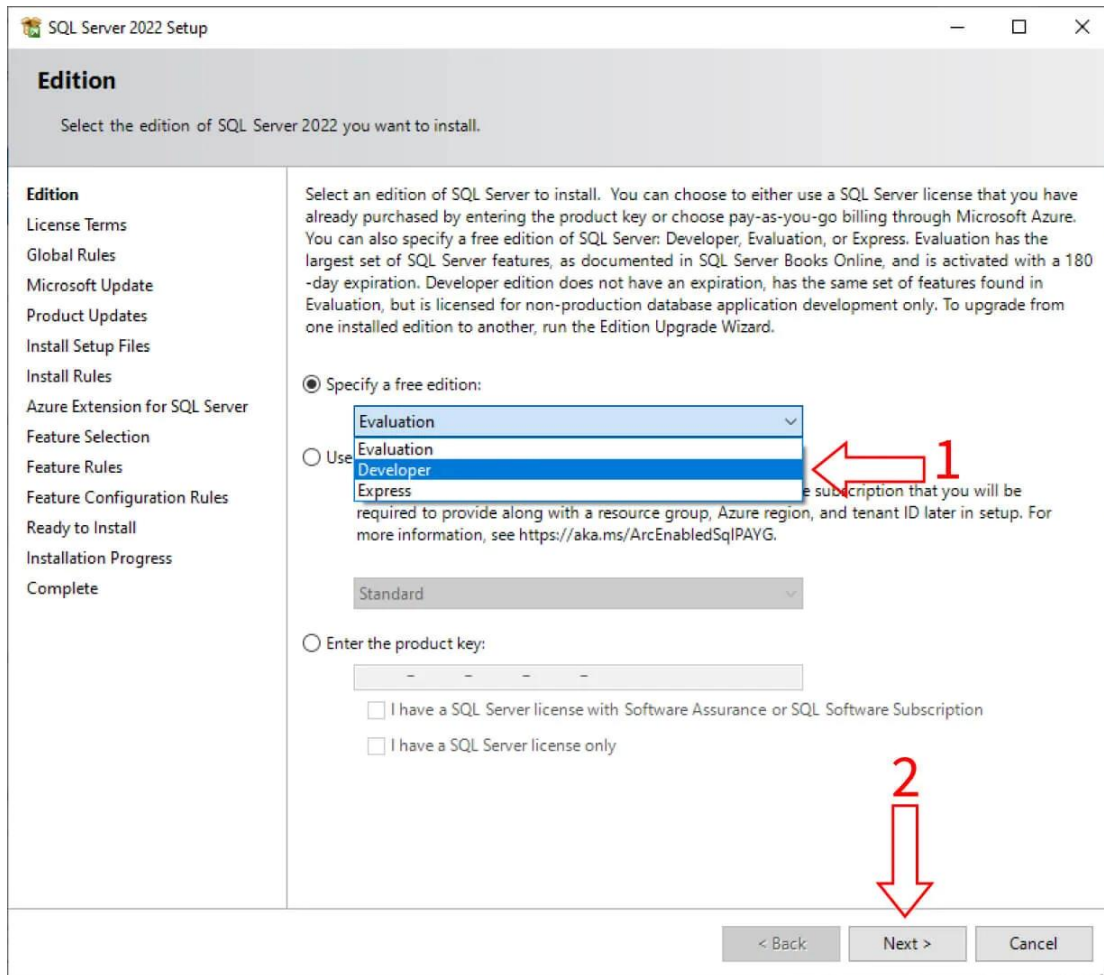 SQL Server 2022 Setup
Edition
Select the edition of SQL Server 2022 you want to install.
Edition
License Terms
Global Rules
Microsoft Update
Product Updates
Install Setup Files
Install Rules
Azure Extension for SQL Server
Feature Selection
Feature Rules
Feature Configuration Rules
Ready to Install
Installation Progress
Complete
Select an edition of SQL Server to install.  You can choose to either use a SQL Server license that you have
already purchased by entering the product key or choose pay-as-you-go billing through Microsoft Azure.
You can also specify a free edition of SQL Server: Developer, Evaluation, or Express. Evaluation has the
largest set of SQL Server features, as documented in SQL Server Books Online, and is activated with a 180
-day expiration. Developer edition does not have an expiration, has the same set of features found in
Evaluation, but is licensed for non-production database application development only. To upgrade from
one installed edition to another, run the Edition Upgrade Wizard.
Specify a free edition:
Evaluation
Evaluation
Use
Developer
1
Express
subscription that you will be
required to provide along with a resource group, Azure region, and tenant ID later in setup. For
more information, see https://aka.ms/ArcEnabledSqlPAYG.
Standard
Enter the product key:
- - - -
I have a SQL Server license with Software Assurance or SQL Software Subscription
I have a SQL Server license only
2
< Back
Next >
Cancel